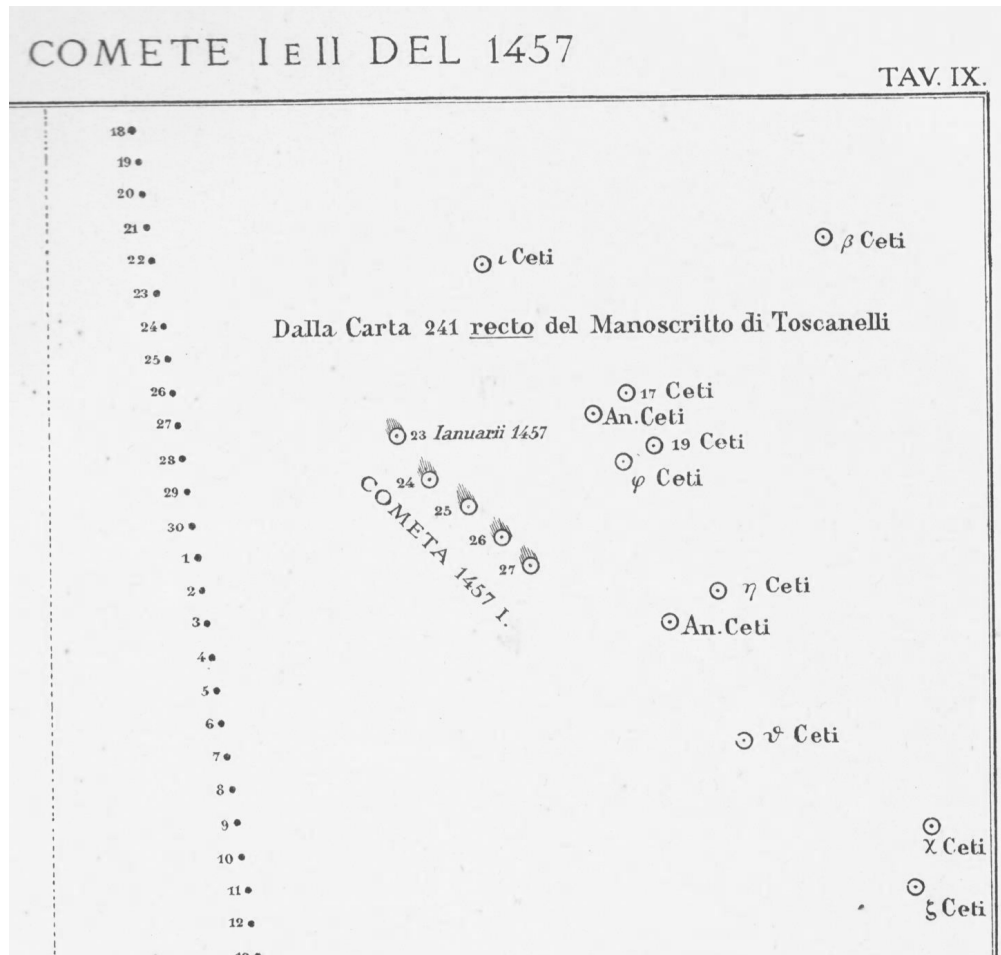 COMETE I E II DEL 1457
TAV. IX.
18
19
20
21
β Ceti
22
ι Ceti
23
24
Dalla Carta 241 recto del Manoscritto di Toscanelli
25
26
17 Ceti
An. Ceti
27
23 Ianuarii 1457
19 Ceti
28
φ Ceti
24
29
25
COMETA 1457 I.
30
26
1
27
2
η Ceti
3
An. Ceti
4
5
6
ϑ Ceti
7
8
9
χ Ceti
10
11
ζ Ceti
12